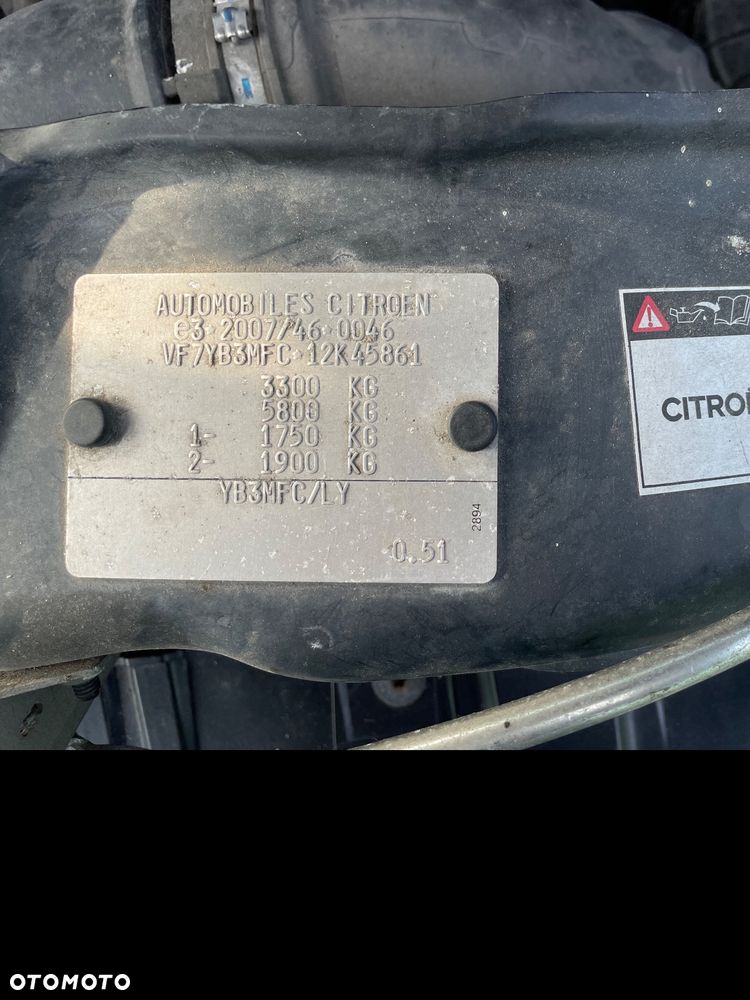 AUTOMOBILES CITROEN
e3*2007/46*0046
VF7YB3MFC*12K45861
3300 KG
5800 KG
1- 1750 KG
2- 1900 KG
YB3MFC/LY
2894
0.51
CITROË
OTOMOTO